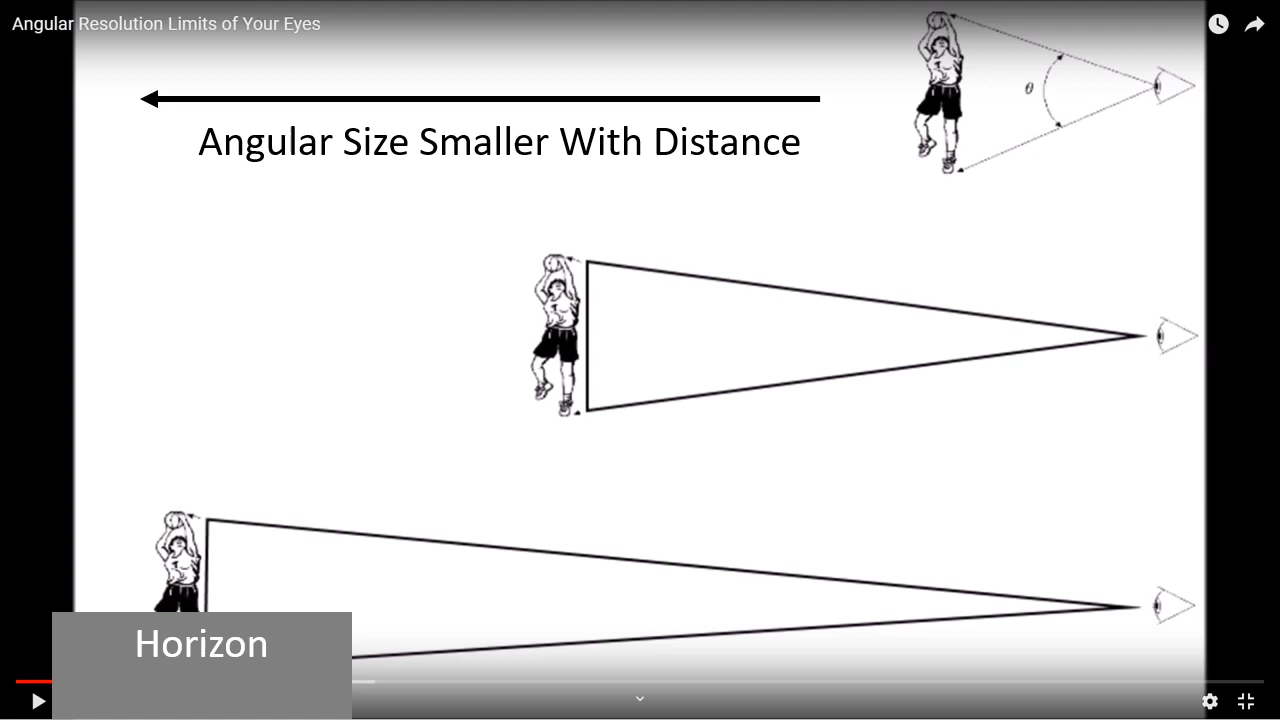 Angular Resolution Limits of Your Eyes
Angular Size Smaller With Distance
θ
Horizon